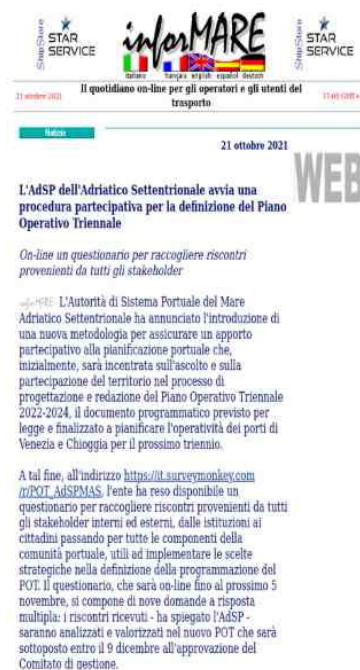 ShipStore
STAR
SERVICE
inforMARE
ShipStore
STAR
SERVICE
italiano français english español deutsch
21 ottobre 2021
Il quotidiano on-line per gli operatori e gli utenti del
trasporto
Notizie
21 ottobre 2021
WEB
L'AdSP dell'Adriatico Settentrionale avvia una
procedura partecipativa per la definizione del Piano
Operativo Triennale
On-line un questionario per raccogliere riscontri
provenienti da tutti gli stakeholder
inforMARE L'Autorità di Sistema Portuale del Mare
Adriatico Settentrionale ha annunciato l'introduzione di
una nuova metodologia per assicurare un apporto
partecipativo alla pianificazione portuale che,
inizialmente, sarà incentrata sull'ascolto e sulla
partecipazione del territorio nel processo di
progettazione e redazione del Piano Operativo Triennale
2022-2024, il documento programmatico previsto per
legge e finalizzato a pianificare l'operatività dei porti di
Venezia e Chioggia per il prossimo triennio.
A tal fine, all'indirizzo https://it.surveymonkey.com
/r/POT_AdSPMAS, l'ente ha reso disponibile un
questionario per raccogliere riscontri provenienti da tutti
gli stakeholder interni ed esterni, dalle istituzioni ai
cittadini passando per tutte le componenti della
comunità portuale, utili ad implementare le scelte
strategiche nella definizione della programmazione del
POT. Il questionario, che sarà on-line fino al prossimo 5
novembre, si compone di nove domande a risposta
multipla: i riscontri ricevuti - ha spiegato l'AdSP -
saranno analizzati e valorizzati nel nuovo POT che sarà
sottoposto entro il 9 dicembre all'approvazione del
Comitato di gestione.